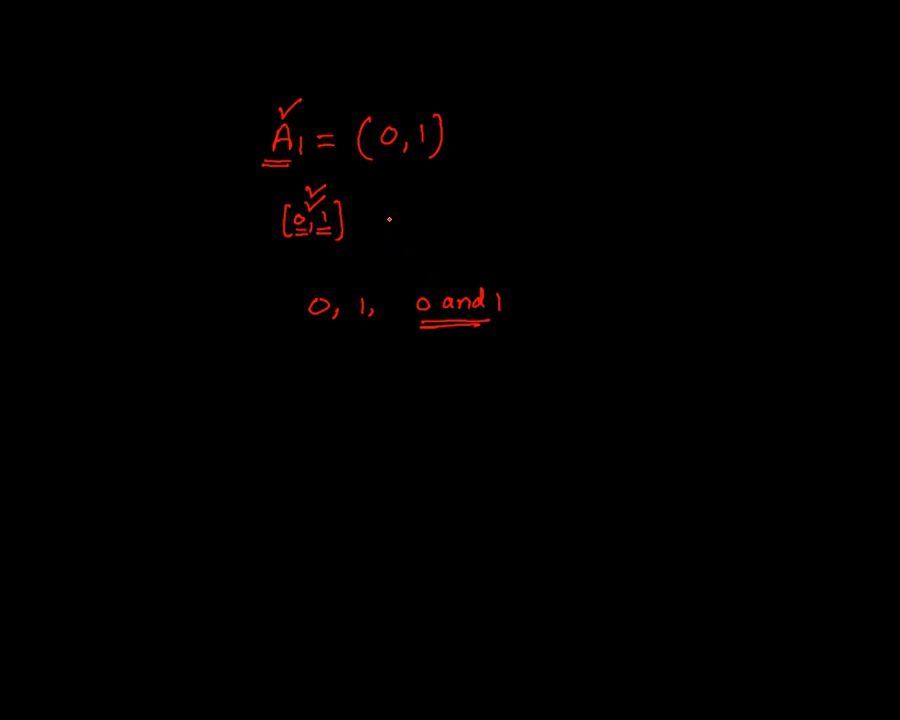 A₁ = (0,1)
[0,1]
0, 1, 0 and 1